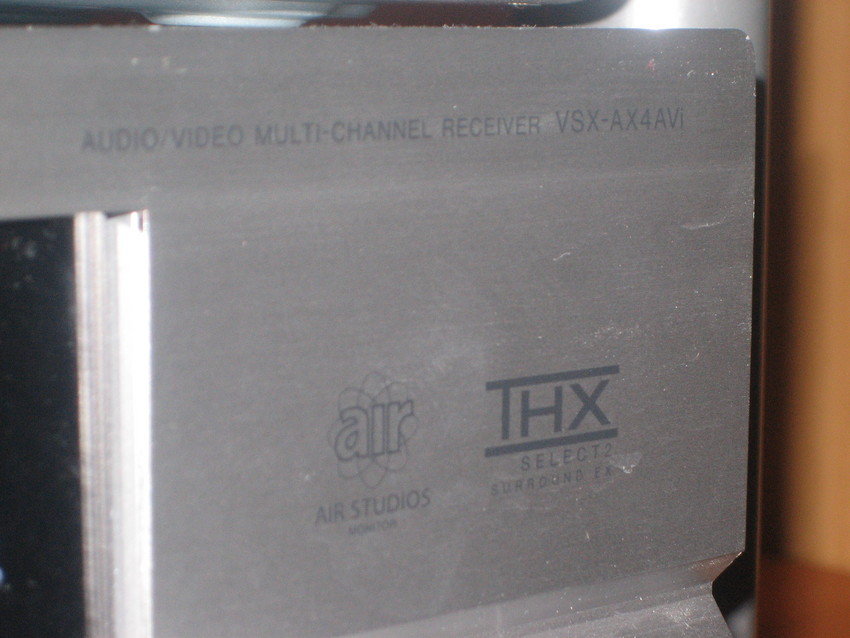 AUDIO/VIDEO MULTI-CHANNEL RECEIVER VSX-AX4AVi
air
AIR STUDIOS
MONITOR
THX
SELECT2
SURROUND EX